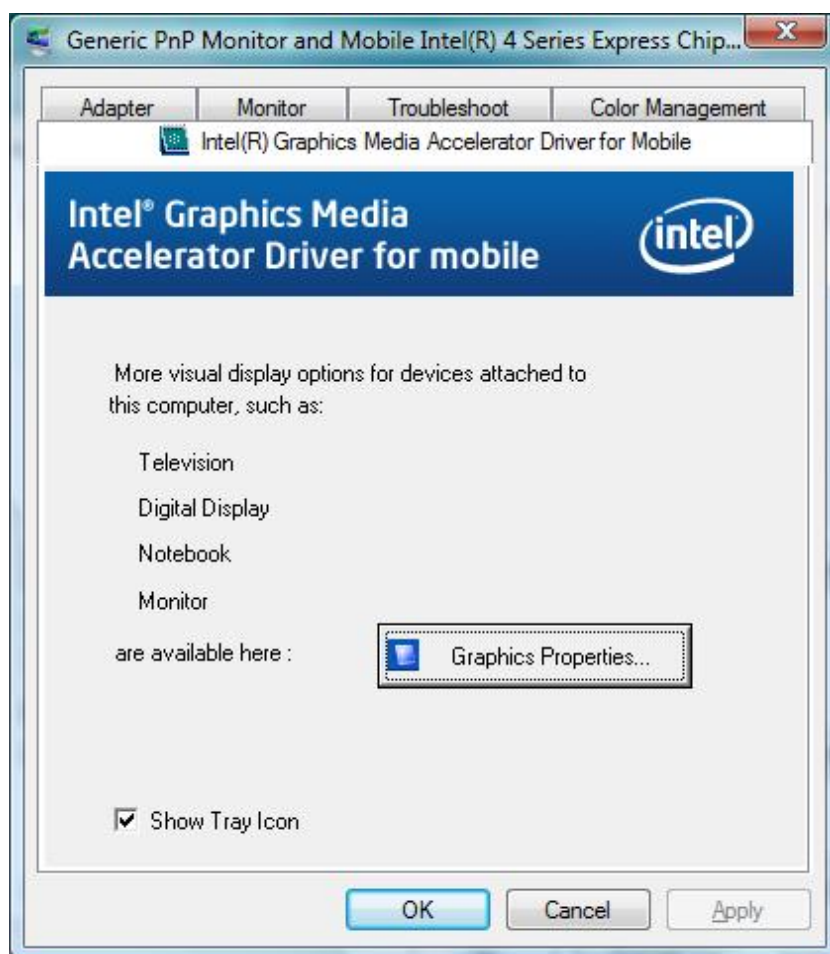 Generic PnP Monitor and Mobile Intel(R) 4 Series Express Chip...
Adapter
Monitor
Troubleshoot
Color Management
Intel(R) Graphics Media Accelerator Driver for Mobile
Intel® Graphics Media
Accelerator Driver for mobile
intel
More visual display options for devices attached to
this computer, such as:
Television
Digital Display
Notebook
Monitor
are available here :
Graphics Properties...
Show Tray Icon
OK
Cancel
Apply